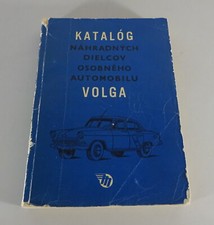 KATALÓG
NÁHRADNÝCH
DIELCOV
OSOBNÉHO
AUTOMOBILU
VOLGA